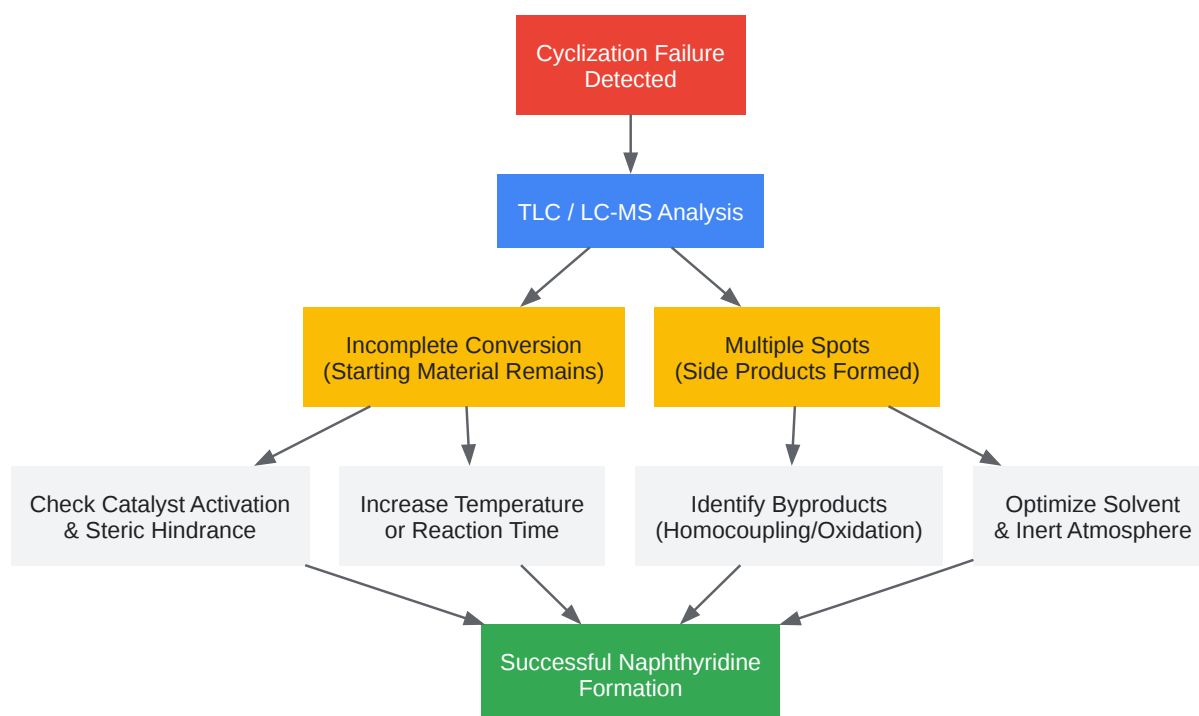 Cyclization Failure
Detected
TLC / LC-MS Analysis
Incomplete Conversion
(Starting Material Remains)
Multiple Spots
(Side Products Formed)
Check Catalyst Activation
& Steric Hindrance
Increase Temperature
or Reaction Time
Identify Byproducts
(Homocoupling/Oxidation)
Optimize Solvent
& Inert Atmosphere
Successful Naphthyridine
Formation